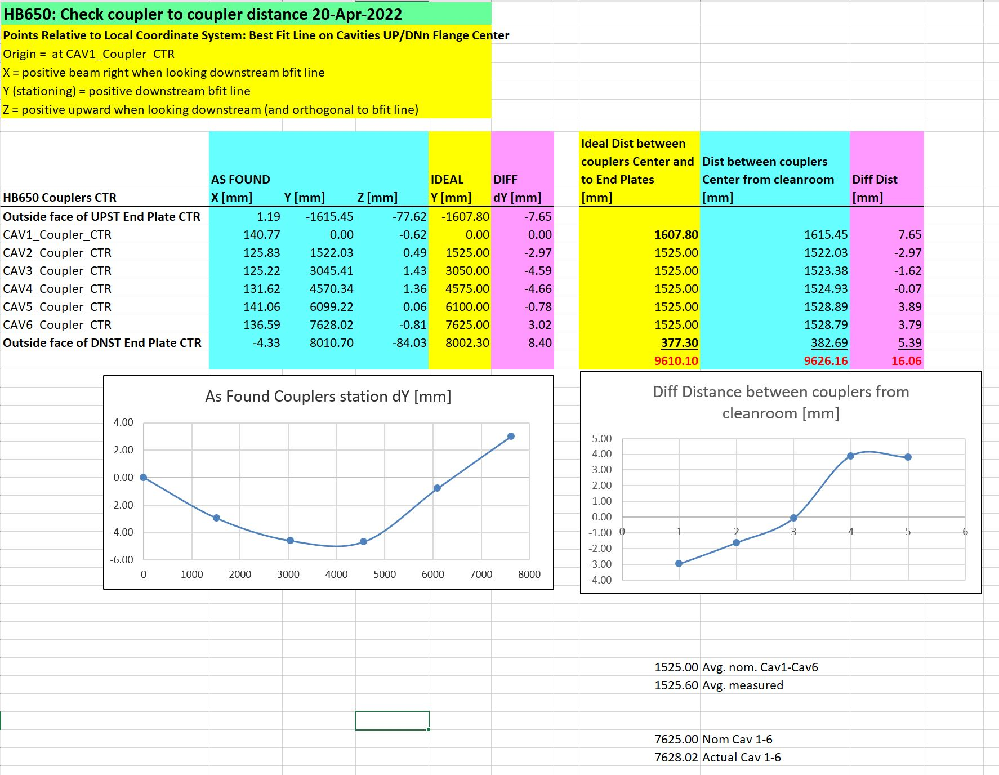 HB650: Check coupler to coupler distance 20-Apr-2022
Points Relative to Local Coordinate System: Best Fit Line on Cavities UP/DNn Flange Center
Origin =  at CAV1_Coupler_CTR
X = positive beam right when looking downstream bfit line
Y (stationing) = positive downstream bfit line
Z = positive upward when looking downstream (and orthogonal to bfit line)
Ideal Dist between
couplers Center and Dist between couplers
AS FOUND IDEAL DIFF to End Plates Center from cleanroom Diff Dist
HB650 Couplers CTR X [mm] Y [mm] Z [mm] Y [mm] dY [mm] [mm] [mm] [mm]
Outside face of UPST End Plate CTR 1.19 -1615.45 -77.62 -1607.80 -7.65
CAV1_Coupler_CTR 140.77 0.00 -0.62 0.00 0.00 1607.80 1615.45 7.65
CAV2_Coupler_CTR 125.83 1522.03 0.49 1525.00 -2.97 1525.00 1522.03 -2.97
CAV3_Coupler_CTR 125.22 3045.41 1.43 3050.00 -4.59 1525.00 1523.38 -1.62
CAV4_Coupler_CTR 131.62 4570.34 1.36 4575.00 -4.66 1525.00 1524.93 -0.07
CAV5_Coupler_CTR 141.06 6099.22 0.06 6100.00 -0.78 1525.00 1528.89 3.89
CAV6_Coupler_CTR 136.59 7628.02 -0.81 7625.00 3.02 1525.00 1528.79 3.79
Outside face of DNST End Plate CTR -4.33 8010.70 -84.03 8002.30 8.40 377.30 382.69 5.39
9610.10 9626.16 16.06
As Found Couplers station dY [mm]
4.00
2.00
0.00
-2.00
-4.00
-6.00
0 1000 2000 3000 4000 5000 6000 7000 8000
Diff Distance between couplers from
cleanroom [mm]
5.00
4.00
3.00
2.00
1.00
0.00
-1.00 0 1 2 3 4 5 6
-2.00
-3.00
-4.00
1525.00 Avg. nom. Cav1-Cav6
1525.60 Avg. measured
7625.00 Nom Cav 1-6
7628.02 Actual Cav 1-6